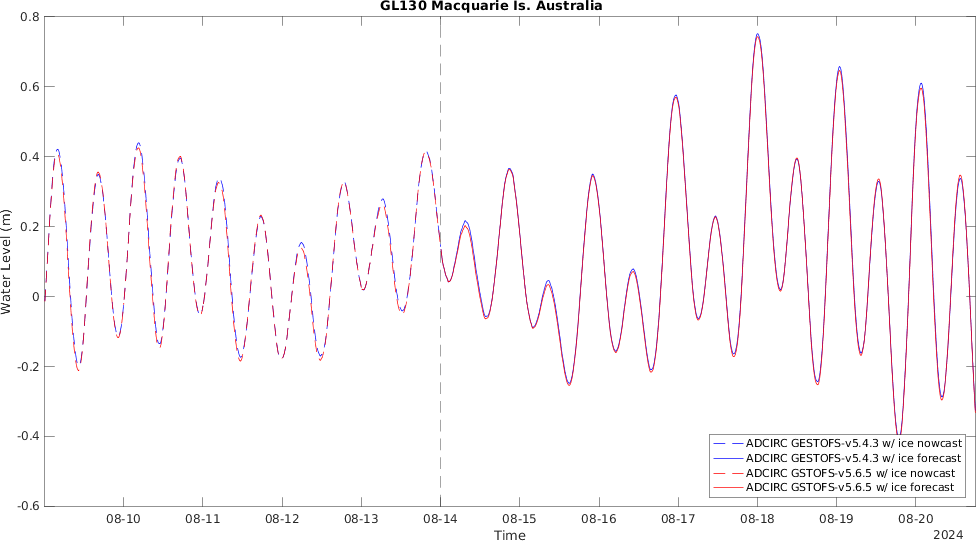 GL130 Macquarie Is. Australia
Water Level (m)
0.8
0.6
0.4
0.2
0
-0.2
-0.4
-0.6
ADCIRC GESTOFS-v5.4.3 w/ ice nowcast
ADCIRC GESTOFS-v5.4.3 w/ ice forecast
ADCIRC GSTOFS-v5.6.5 w/ ice nowcast
ADCIRC GSTOFS-v5.6.5 w/ ice forecast
08-10 08-11 08-12 08-13 08-14 08-15 08-16 08-17 08-18 08-19 08-20
Time
2024